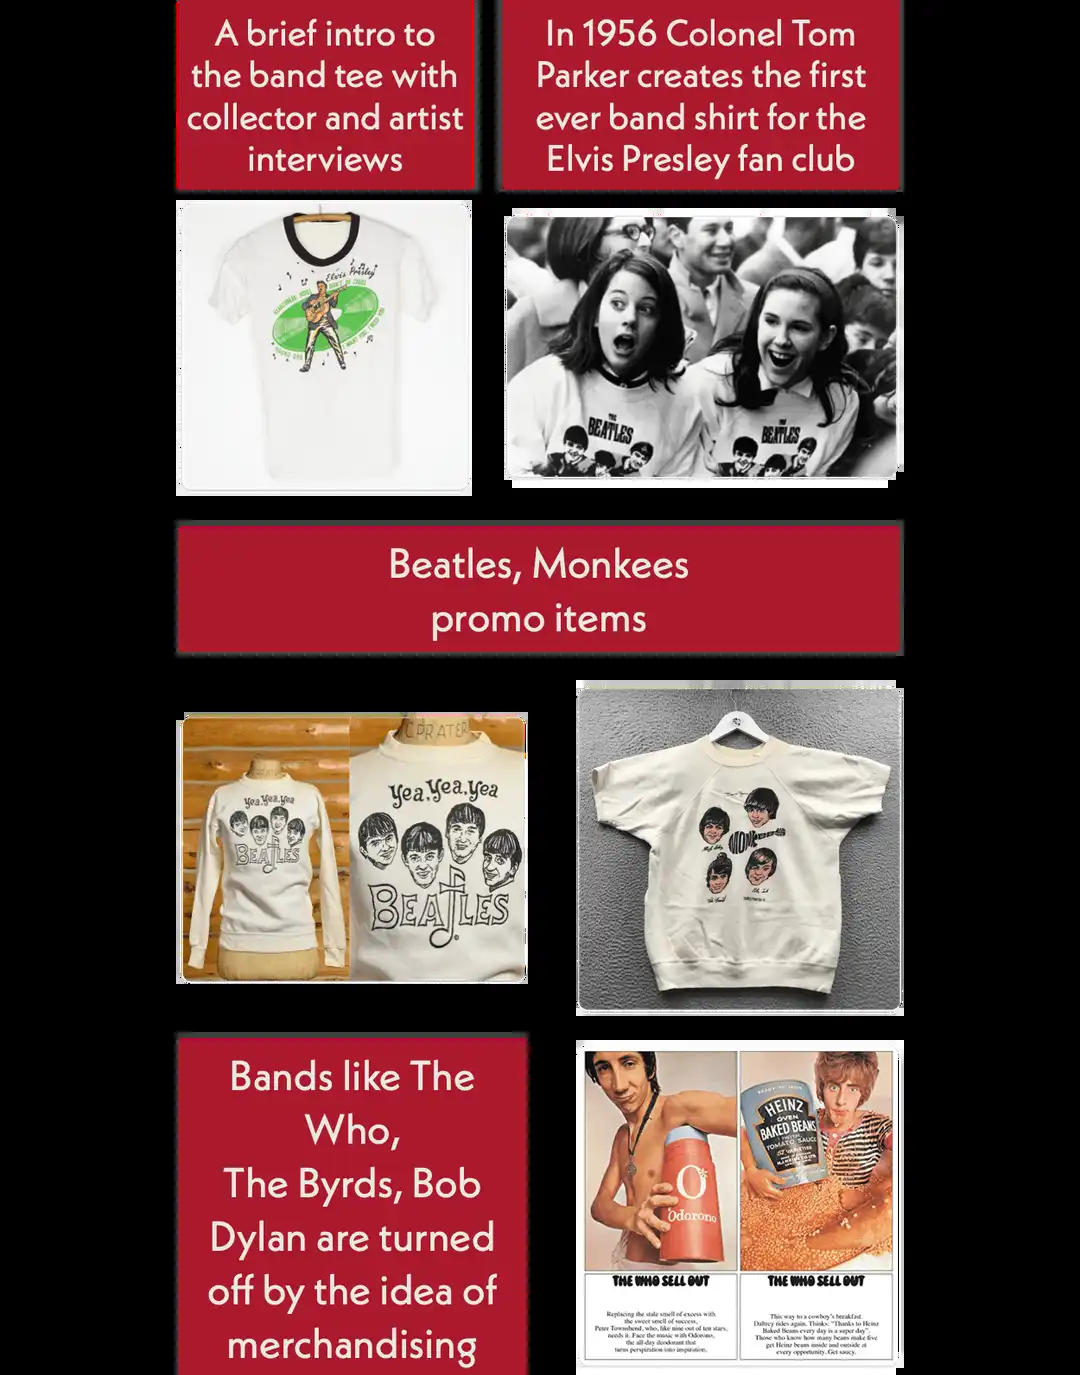 A brief intro to
the band tee with
collector and artist
interviews
In 1956 Colonel Tom
Parker creates the first
ever band shirt for the
Elvis Presley fan club
Elvis Presley
THE
BEATLES
THE
BEATLES
Beatles, Monkees
promo items
CPRATER
Yea, Yea, Yea
BEATLES
Yea, Yea, Yea
BEATLES
MONKEES
Bands like The
Who,
The Byrds, Bob
Dylan are turned
off by the idea of
merchandising
Odorono
HEINZ
OVEN
BAKED BEANS
TOMATO SAUCE
57 VARIETIES
THE WHO SELL OUT
Replacing the stale smell of excess with
the sweet smell of success,
Peter Townshend, who, like nine out of ten stars,
needs it. Face the music with Odorono,
the all-day deodorant that
turns perspiration into inspiration.
THE WHO SELL OUT
This way to a cowboy's breakfast.
Daltrey rides again. Thinks: "Thanks to Heinz
Baked Beans every day is a super day".
Those who know how many beans make five
get Heinz beans inside and outside at
every opportunity. Get saucy.